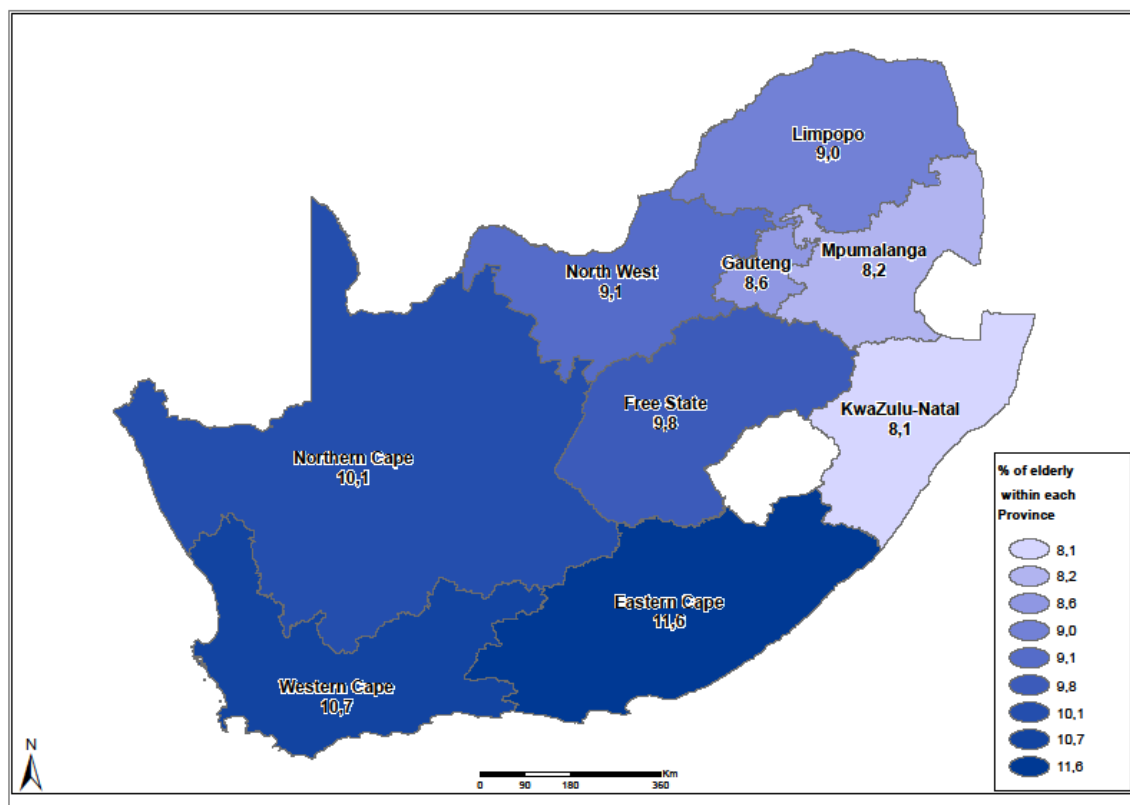 Limpopo
9,0
Mpumalanga
8,2
Gauteng
8,6
North West
9,1
Free State
9,8
KwaZulu-Natal
8,1
Northern Cape
10,1
Eastern Cape
11,6
Western Cape
10,7
% of elderly
within each
Province
8,1
8,2
8,6
9,0
9,1
9,8
10,1
10,7
11,6
N
Km
0 90 180 360